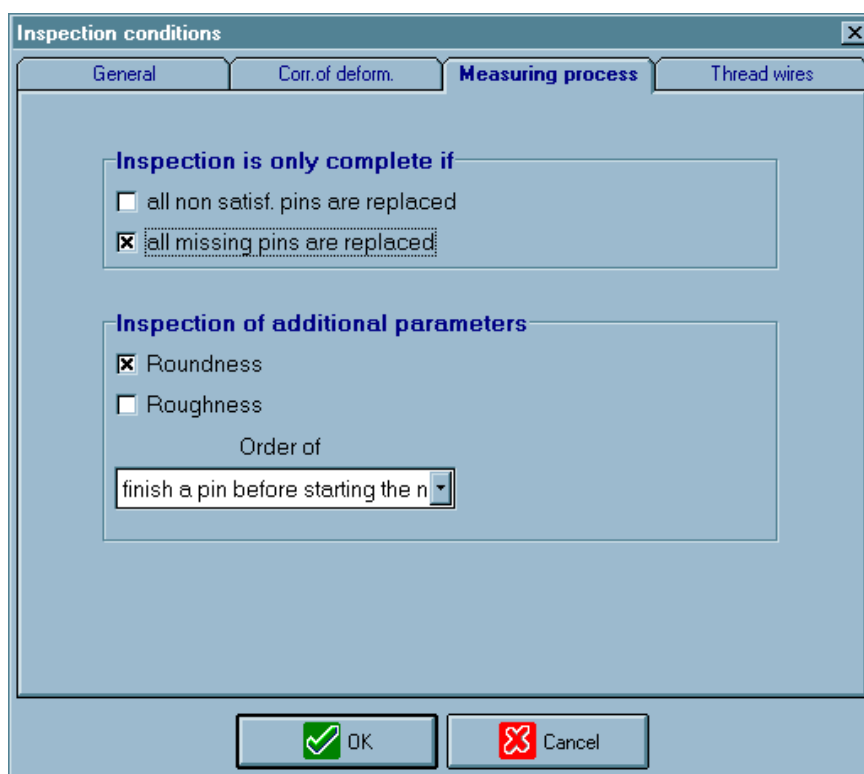 Inspection conditions
General Corr.of deform. Measuring process Thread wires
Inspection is only complete if
all non satisf. pins are replaced
all missing pins are replaced
Inspection of additional parameters
Roundness
Roughness
Order of
finish a pin before starting the n
OK Cancel